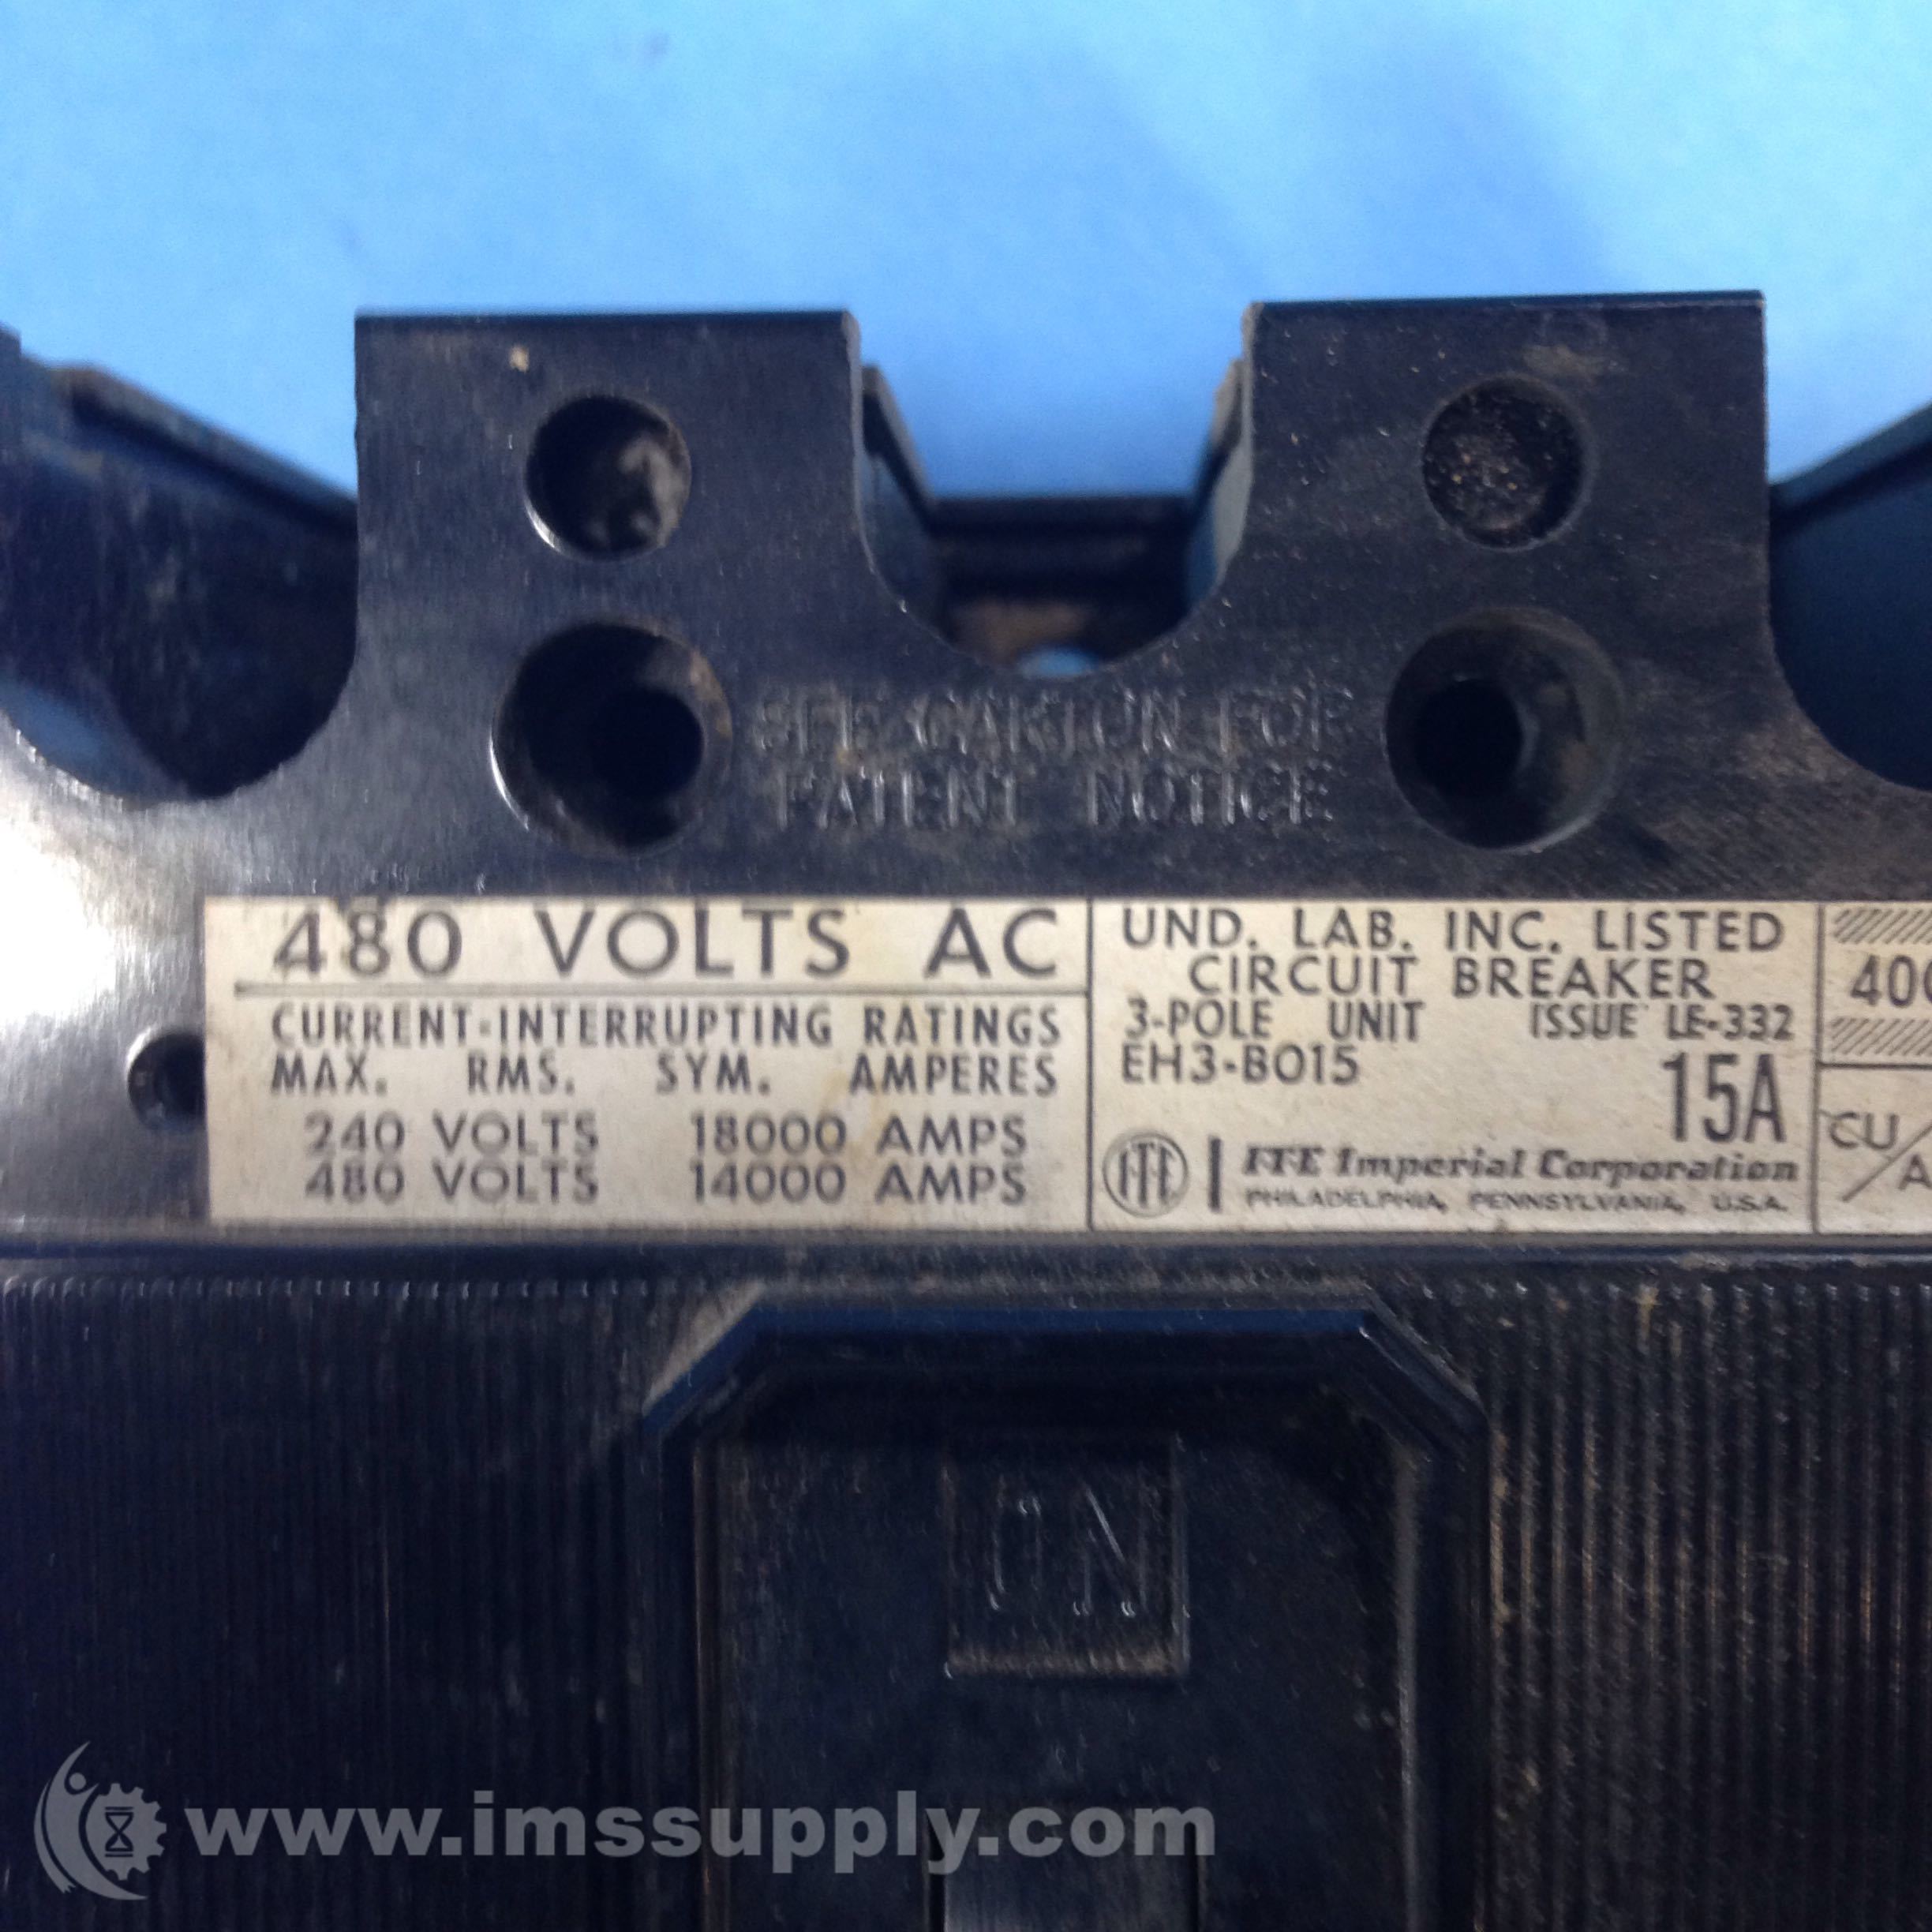 SEE CARTON FOR
PATENT NOTICE
480 VOLTS AC
CURRENT-INTERRUPTING RATINGS
MAX. RMS. SYM. AMPERES
240 VOLTS 18000 AMPS
480 VOLTS 14000 AMPS
UND. LAB. INC. LISTED
CIRCUIT BREAKER
3-POLE UNIT ISSUE LE-332
EH3-B015
15A
ITE ITE Imperial Corporation
PHILADELPHIA, PENNSYLVANIA, U.S.A.
CU/
ON
www.imssupply.com